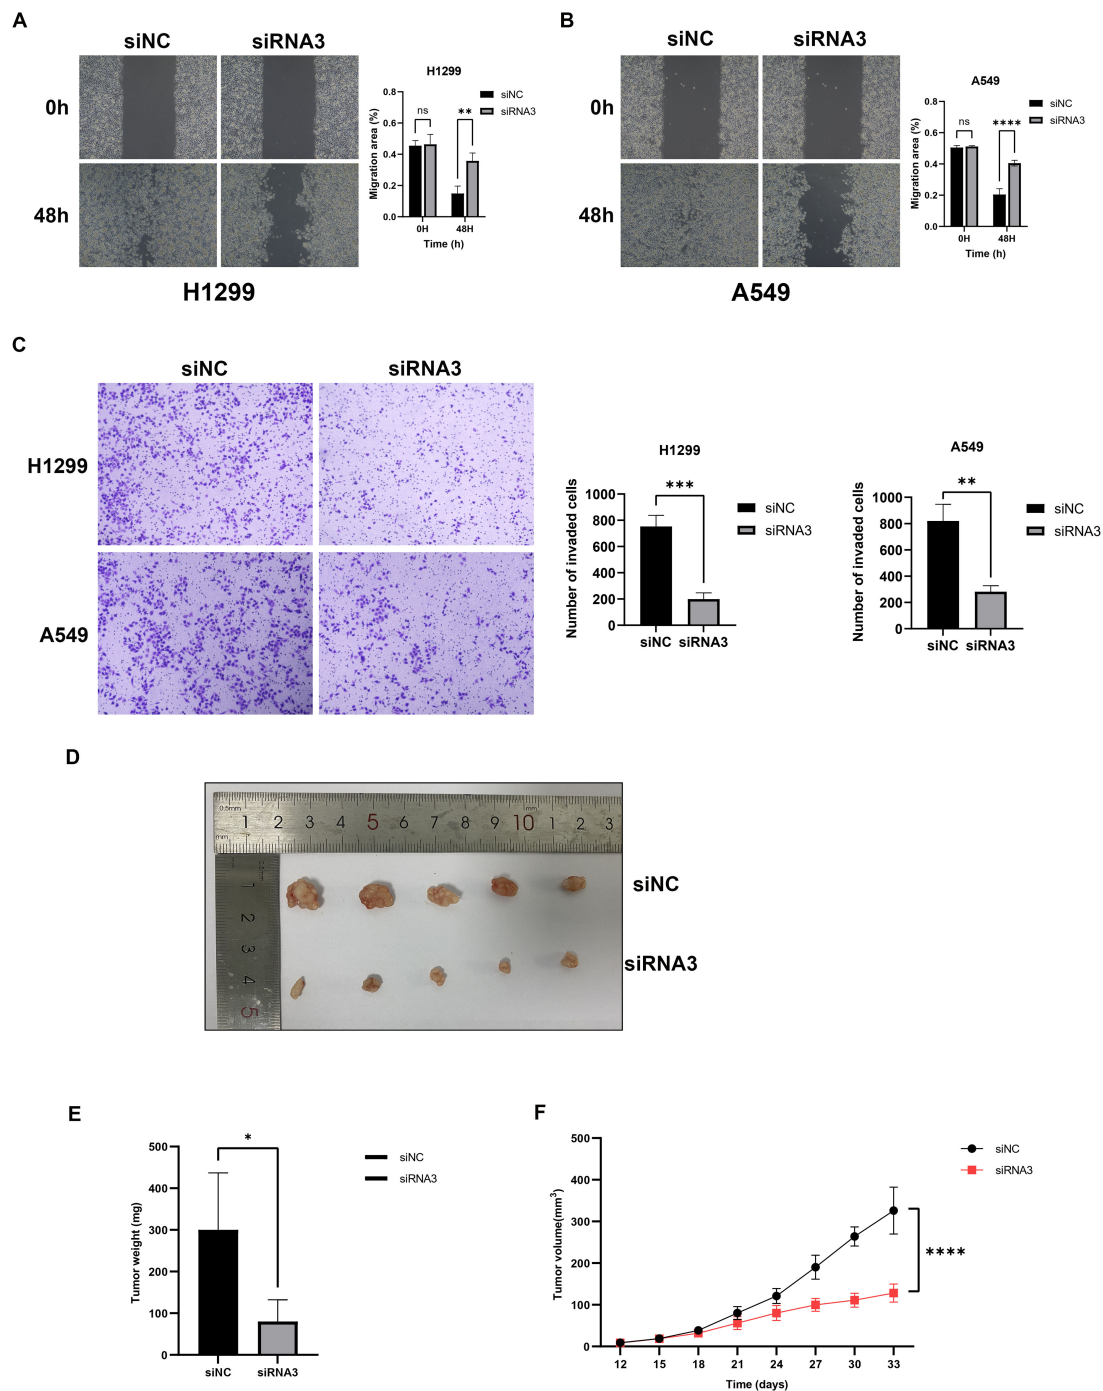 A
siNC siRNA3
0h
48h
H1299
H1299
siNC
siRNA3
Migration area (%)
0.8
0.6
0.4
0.2
0.0
ns
**
0H 48H
Time (h)
B
siNC siRNA3
0h
48h
A549
A549
siNC
siRNA3
Migration area (%)
0.8
0.6
0.4
0.2
0.0
ns
****
0H 48H
Time (h)
C
siNC siRNA3
H1299
A549
H1299
Number of invaded cells
1000
800
600
400
200
0
***
siNC siRNA3
siNC
siRNA3
A549
Number of invaded cells
1000
800
600
400
200
0
**
siNC siRNA3
siNC
siRNA3
D
0.5mm mm
1 2 3 4 5 6 7 8 9 10 1 2 3
mm
1
2
3
4
5
siNC
siRNA3
E
Tumor weight (mg)
500
400
300
200
100
0
*
siNC siRNA3
siNC
siRNA3
F
Tumor volume(mm³)
500
400
300
200
100
0
12 15 18 21 24 27 30 33
Time (days)
siNC
siRNA3
****